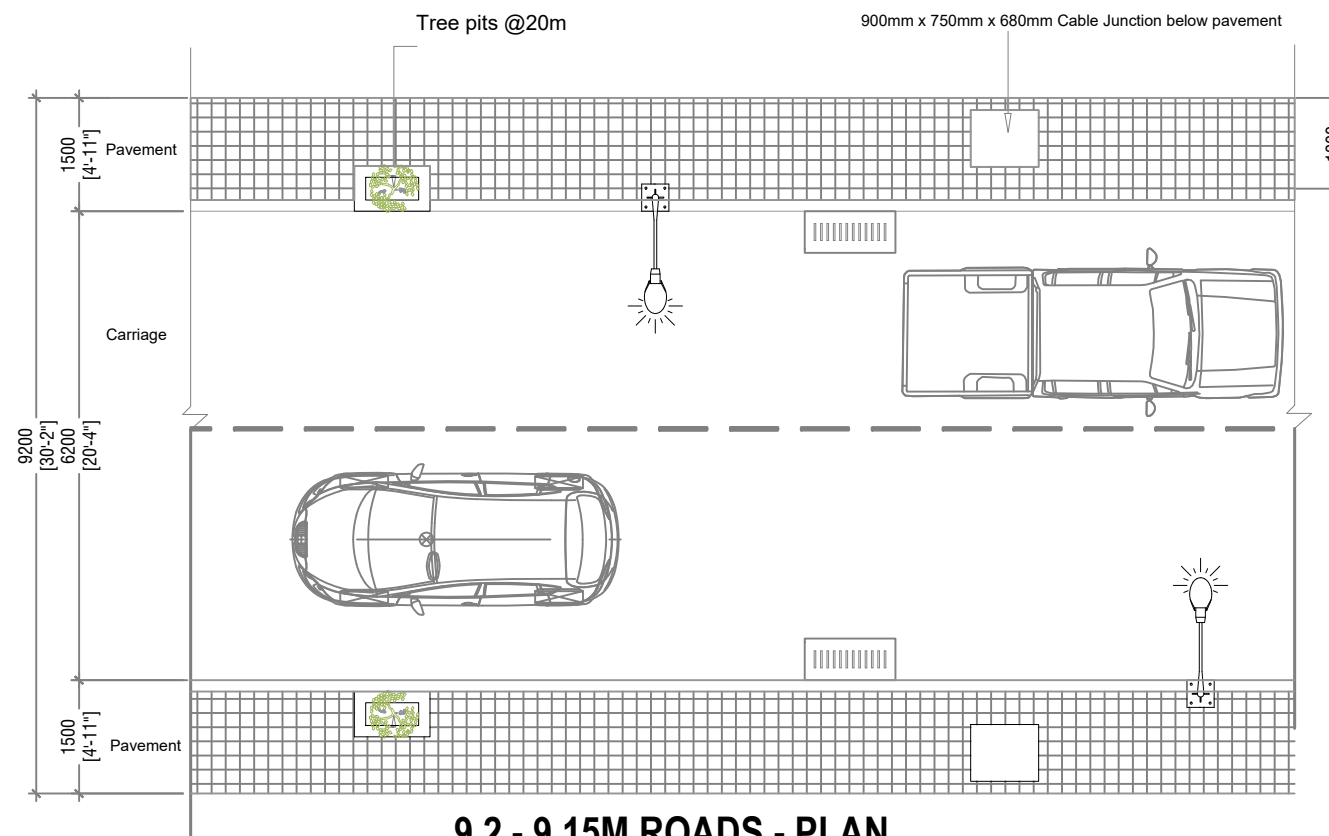 Tree pits @20m
900mm x 750mm x 680mm Cable Junction below pavement
1500
[4'-11"]
Pavement
Carriage
9200
[30'-2"]
6200
[20'-4"]
1500
[4'-11"]
Pavement
9.2 - 9.15M ROADS - PLAN